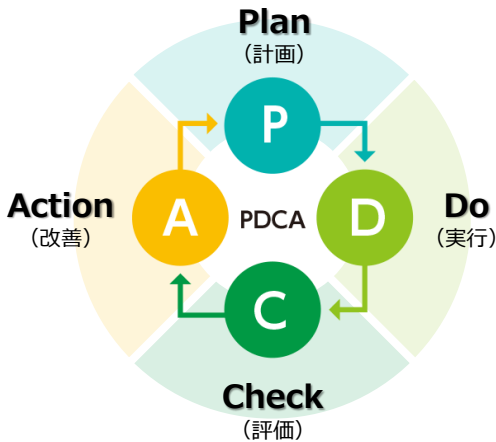 Plan
（計画）
P
Action
（改善）
A
PDCA
D
Do
（実行）
C
Check
（評価）